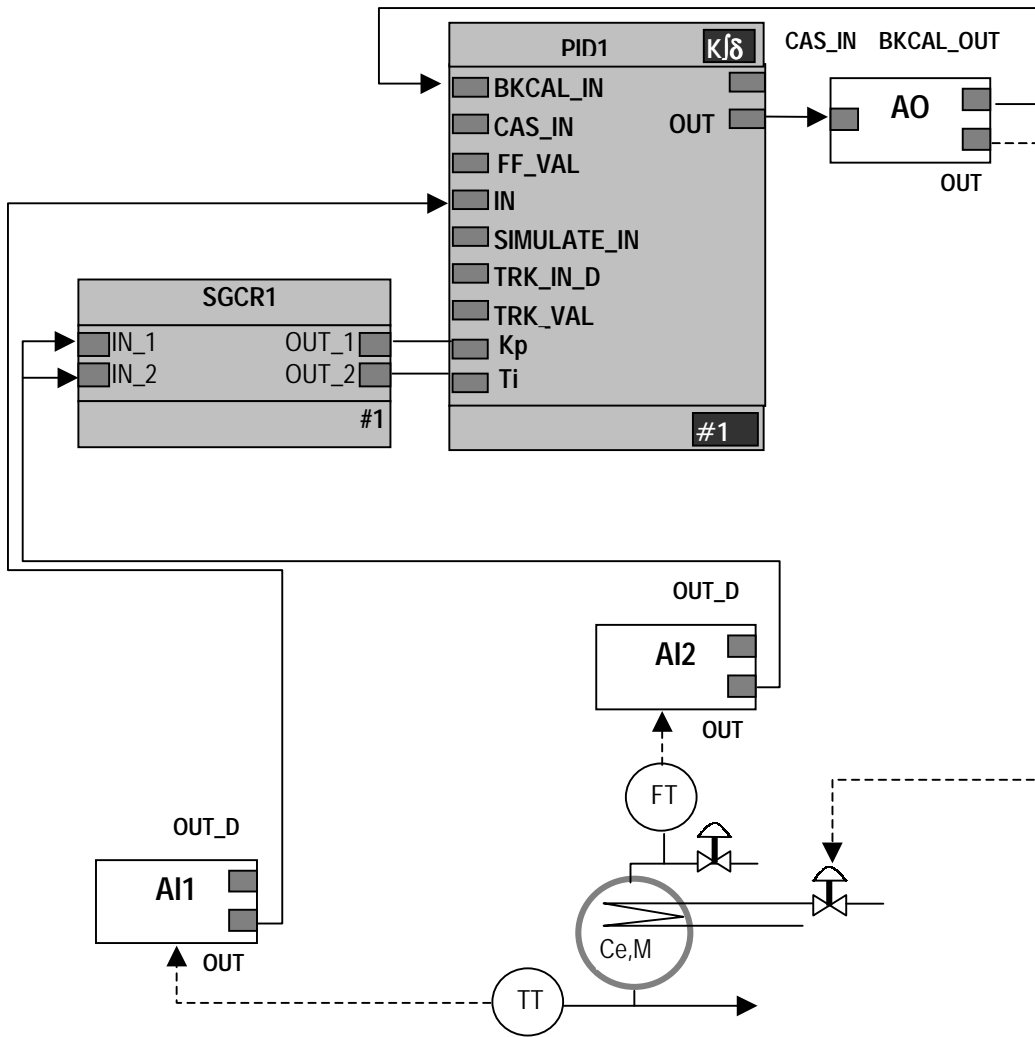 PID1 K∫δ
CAS_IN BKCAL_OUT
BKCAL_IN
CAS_IN
OUT
FF_VAL
IN
SIMULATE_IN
TRK_IN_D
TRK_VAL
Kp
Ti
#1
AO
OUT
SGCR1
IN_1 OUT_1
IN_2 OUT_2
#1
OUT_D
AI2
OUT
FT
OUT_D
AI1
OUT
Ce,M
TT